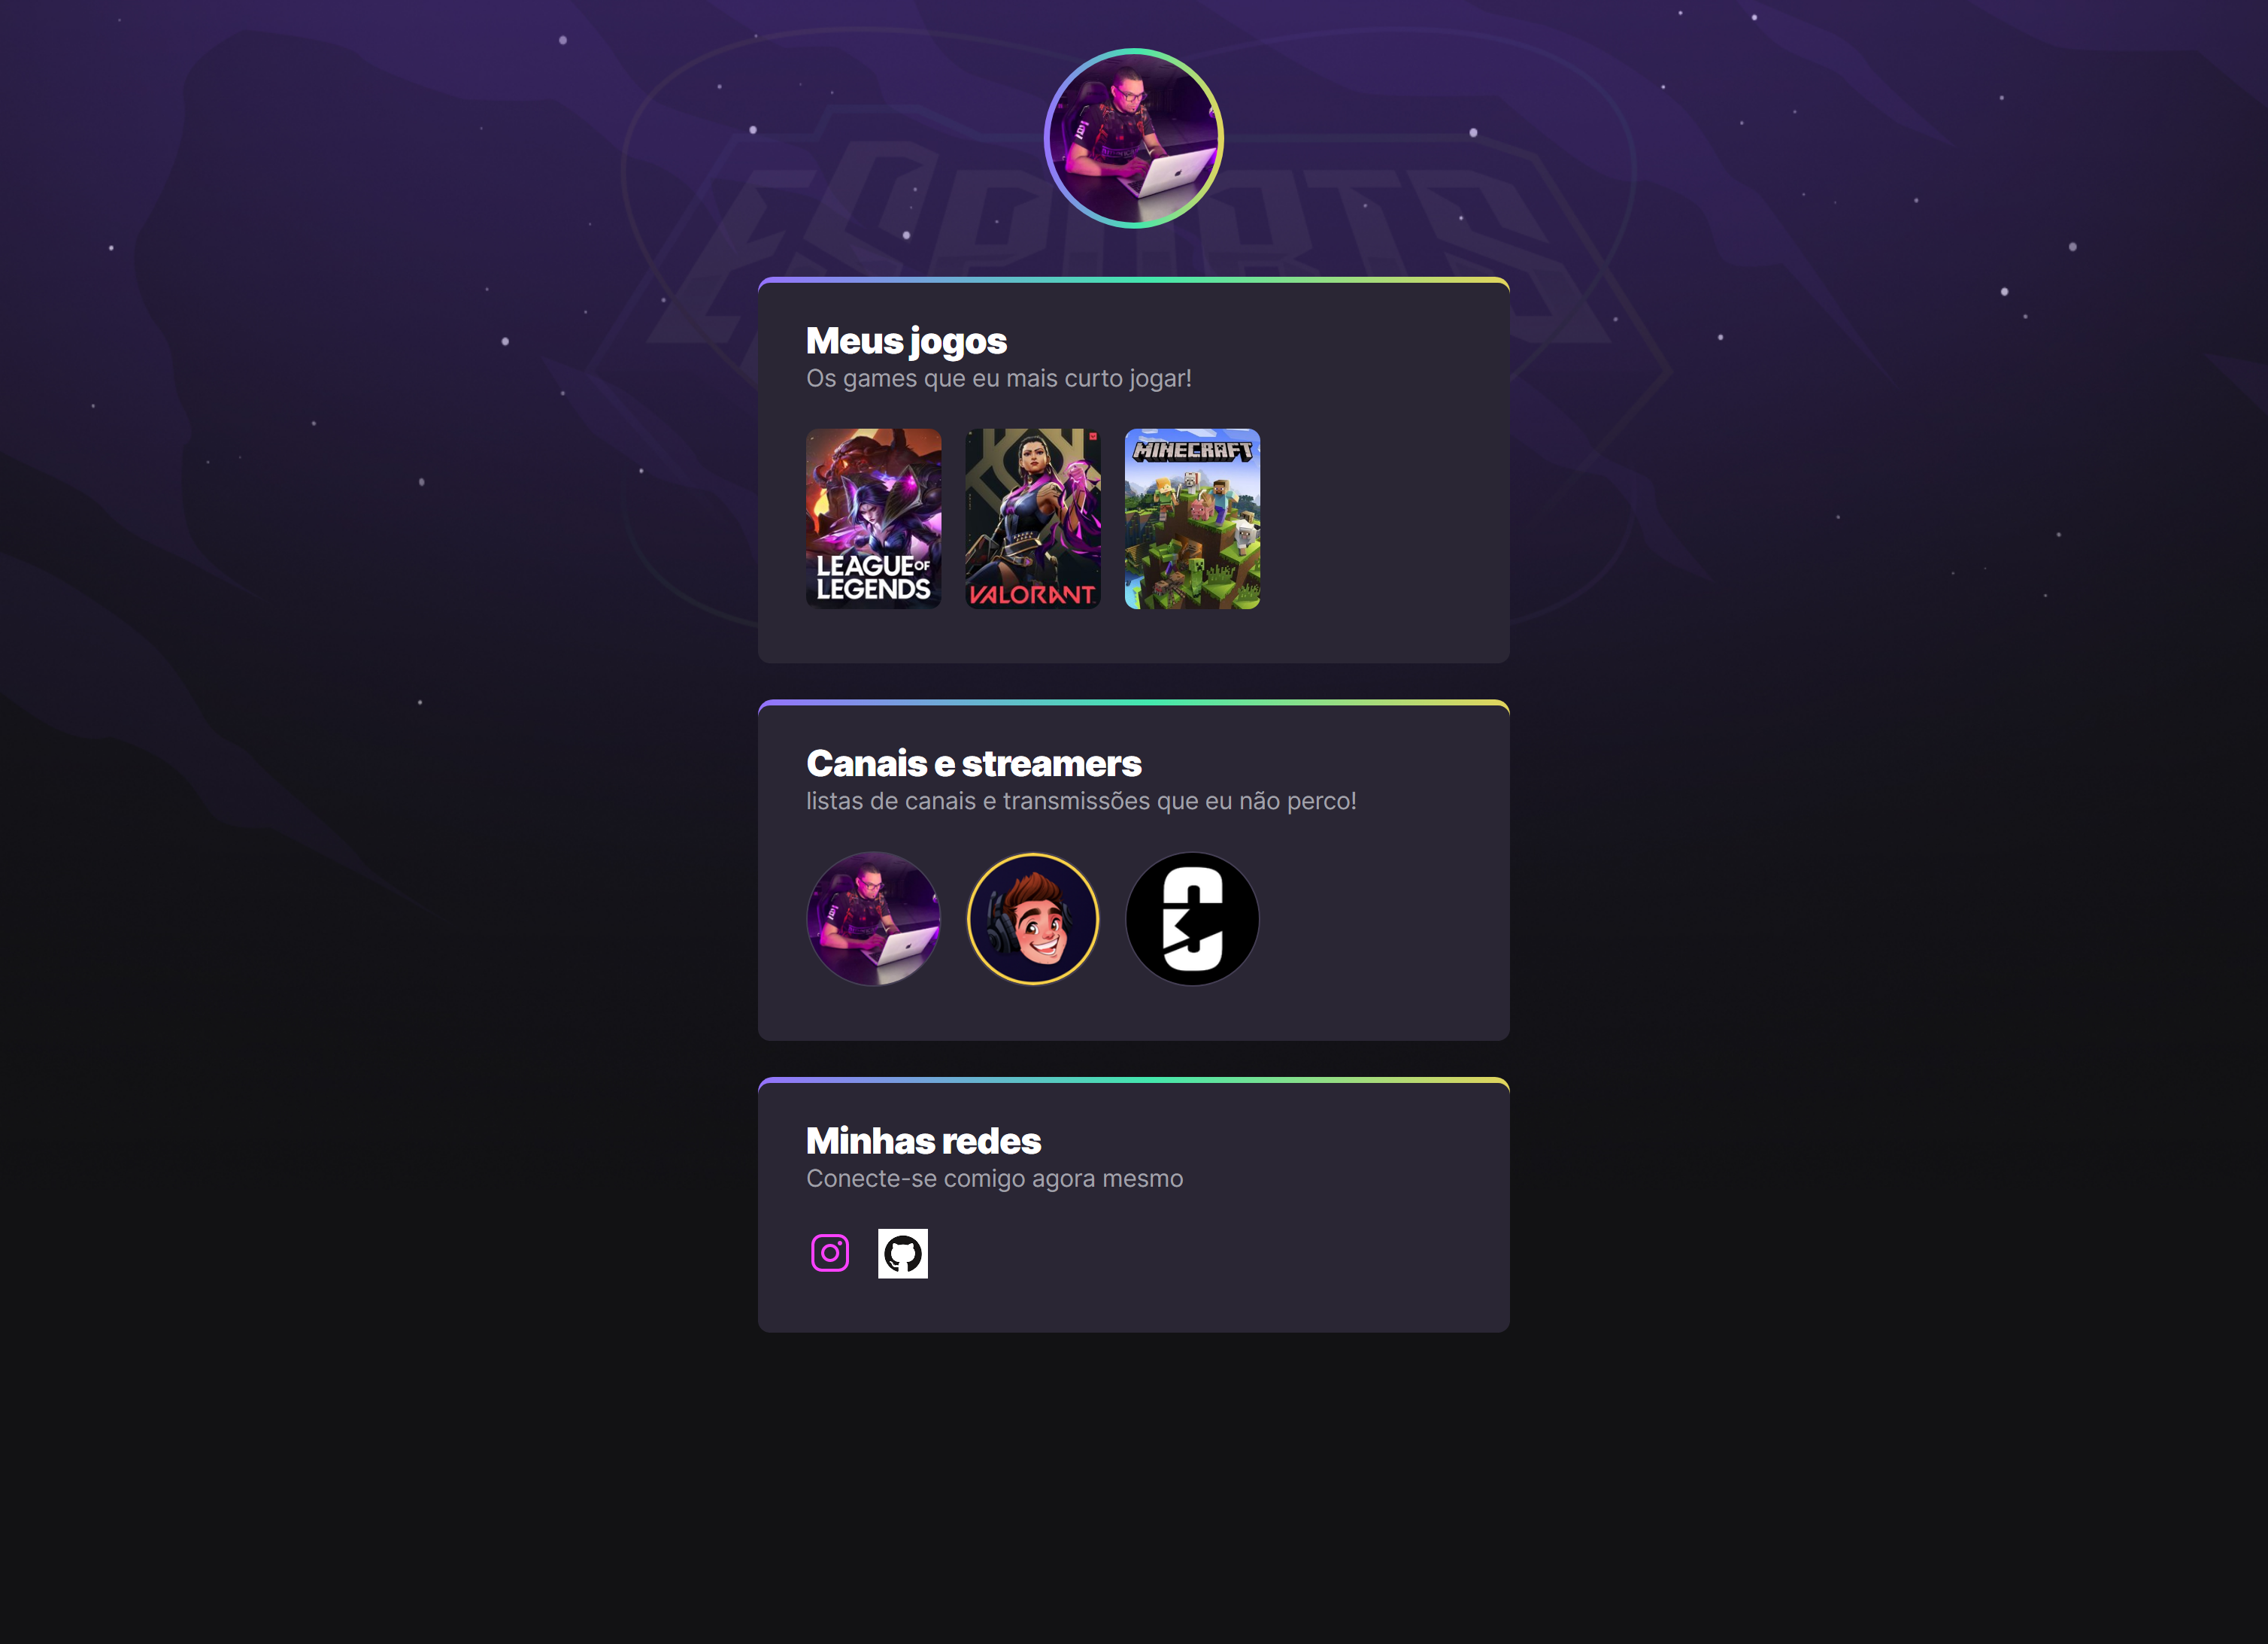 ESPORTS
Meus jogos
Os games que eu mais curto jogar!
LEAGUE OF
LEGENDS
VALORANT
MINECRAFT
Canais e streamers
listas de canais e transmissões que eu não perco!
Minhas redes
Conecte-se comigo agora mesmo